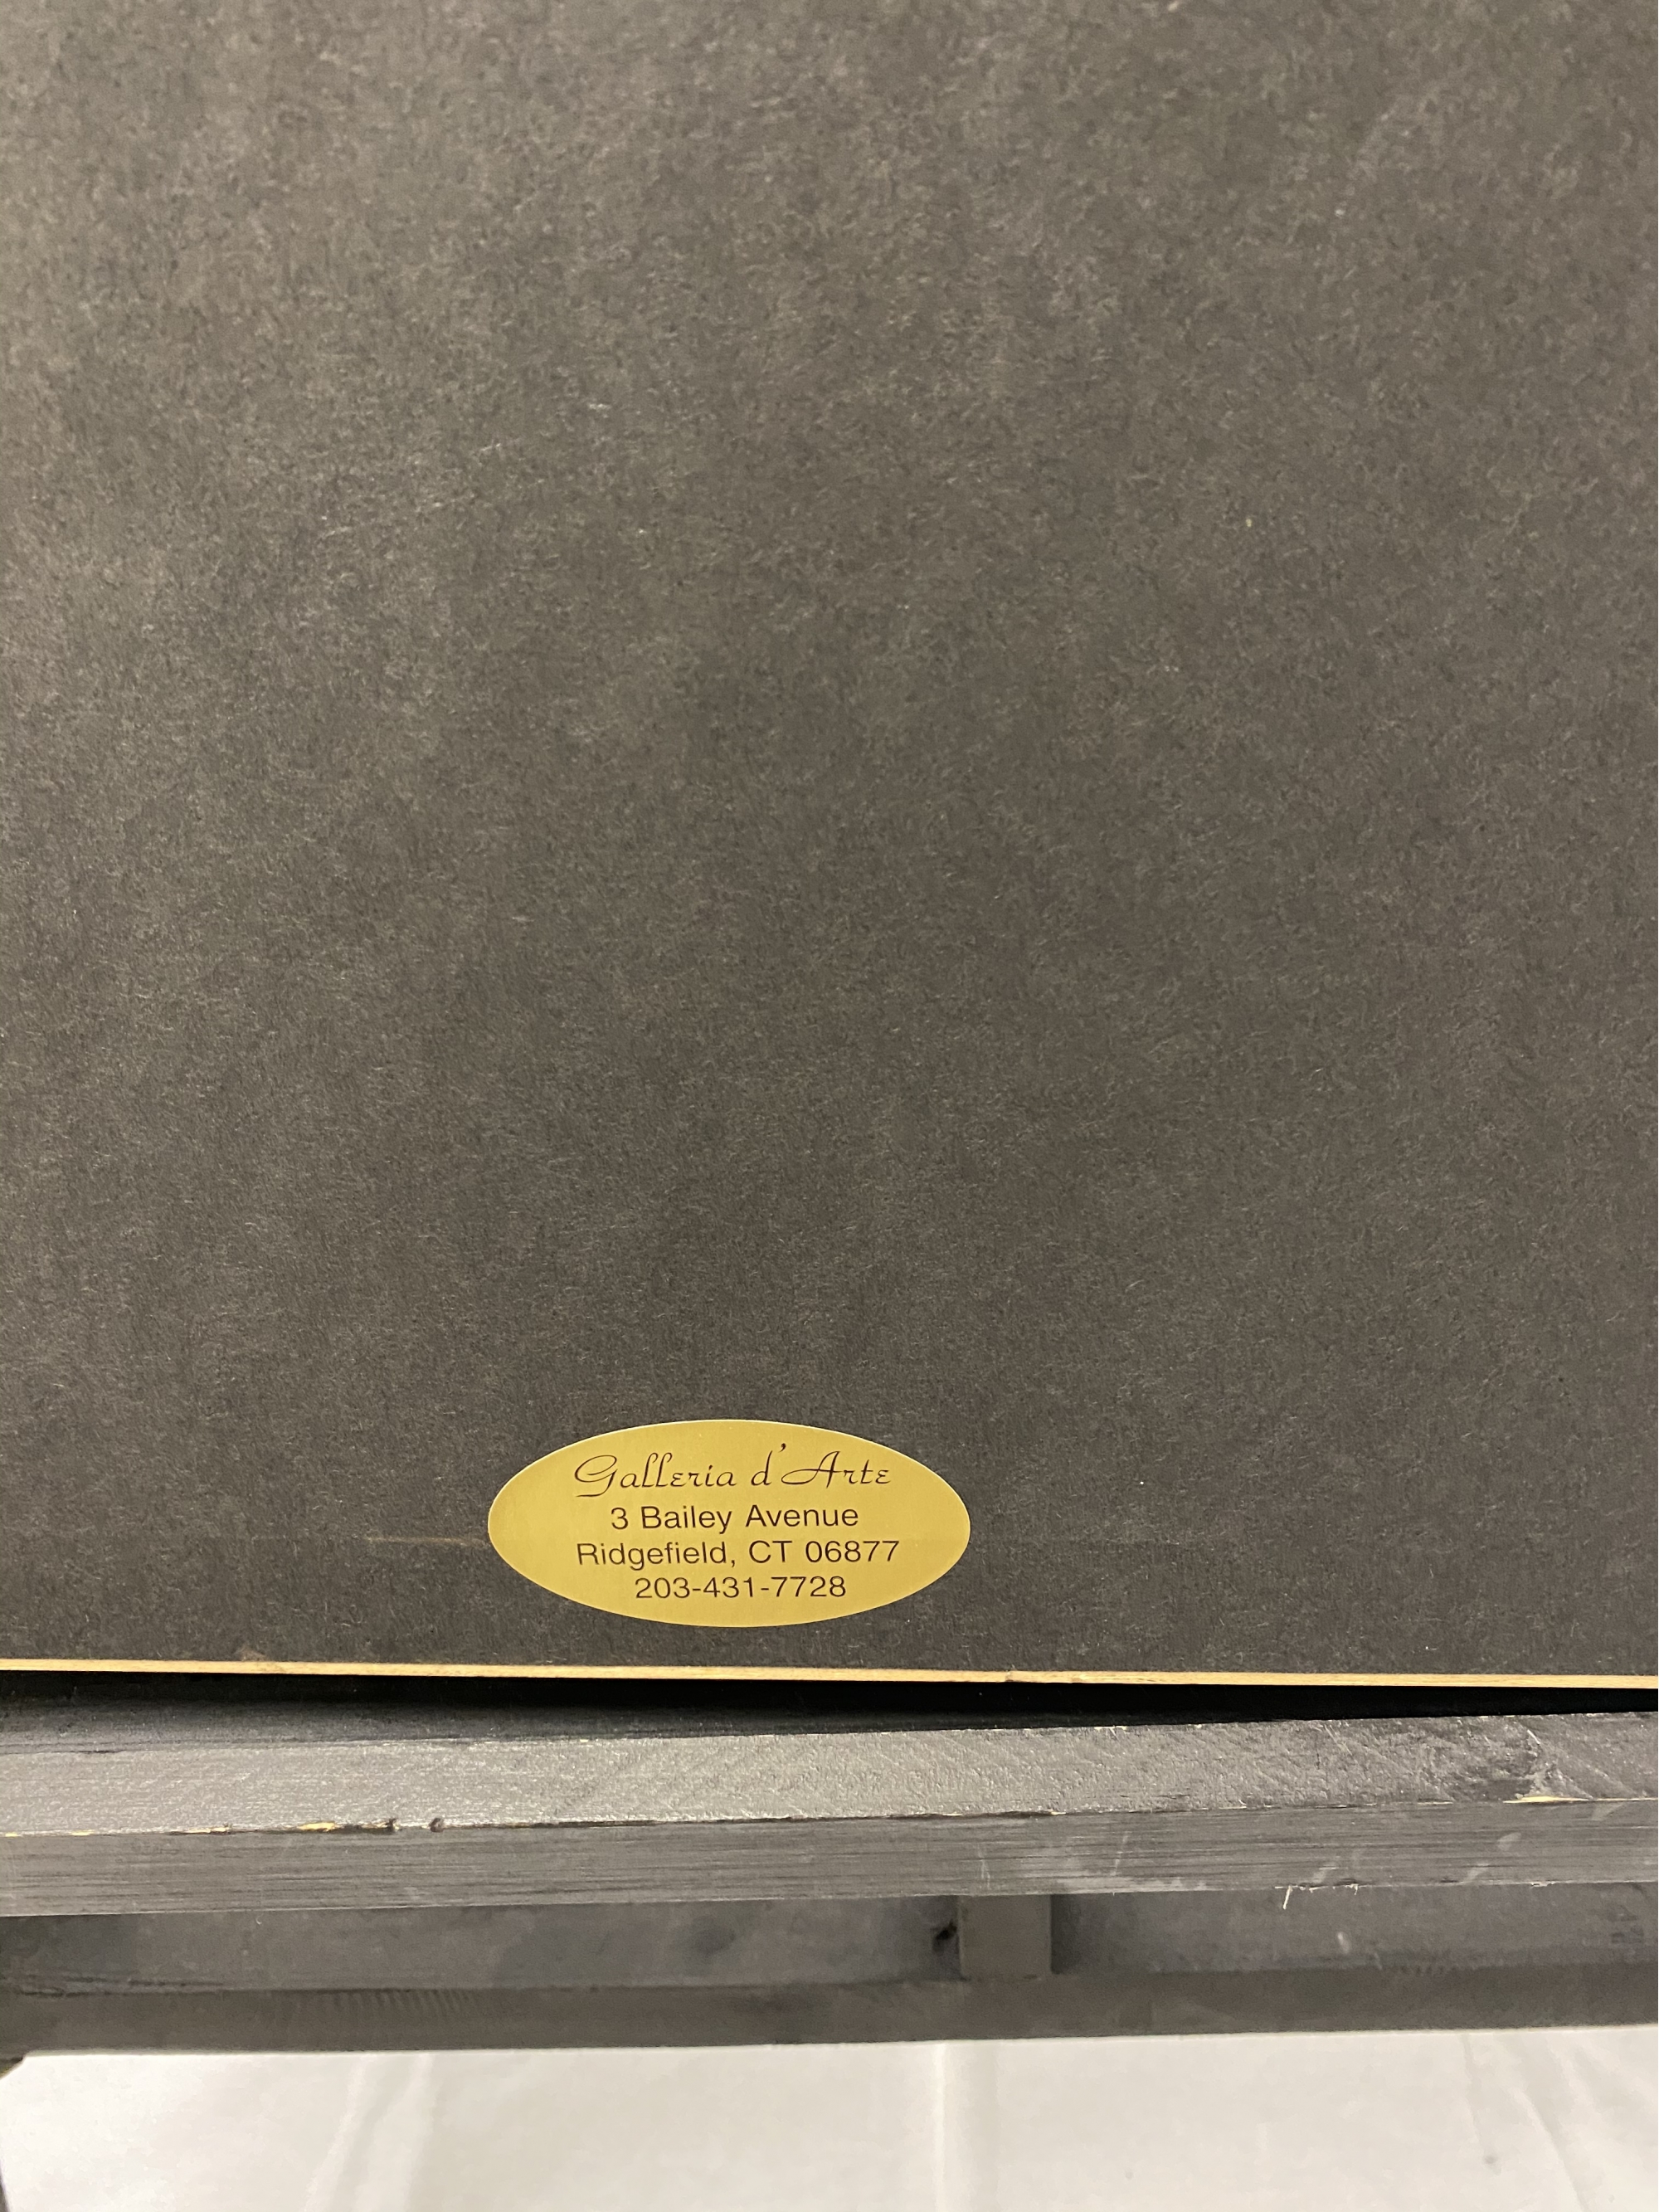 Galleria d'Arte
3 Bailey Avenue
Ridgefield, CT 06877
203-431-7728